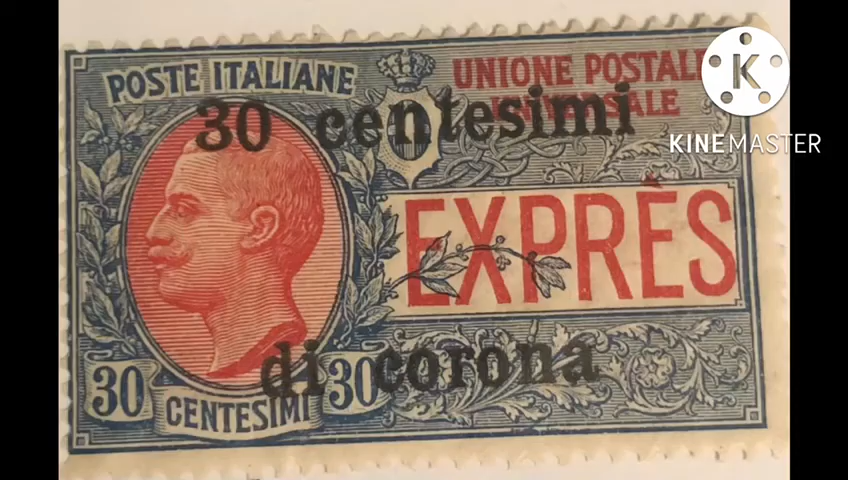 POSTE ITALIANE
UNIONE POSTALE
UNIVERSALE
30 centesimi
EXPRÈS
di corona
30 30
CENTESIMI
K
KINEMASTER